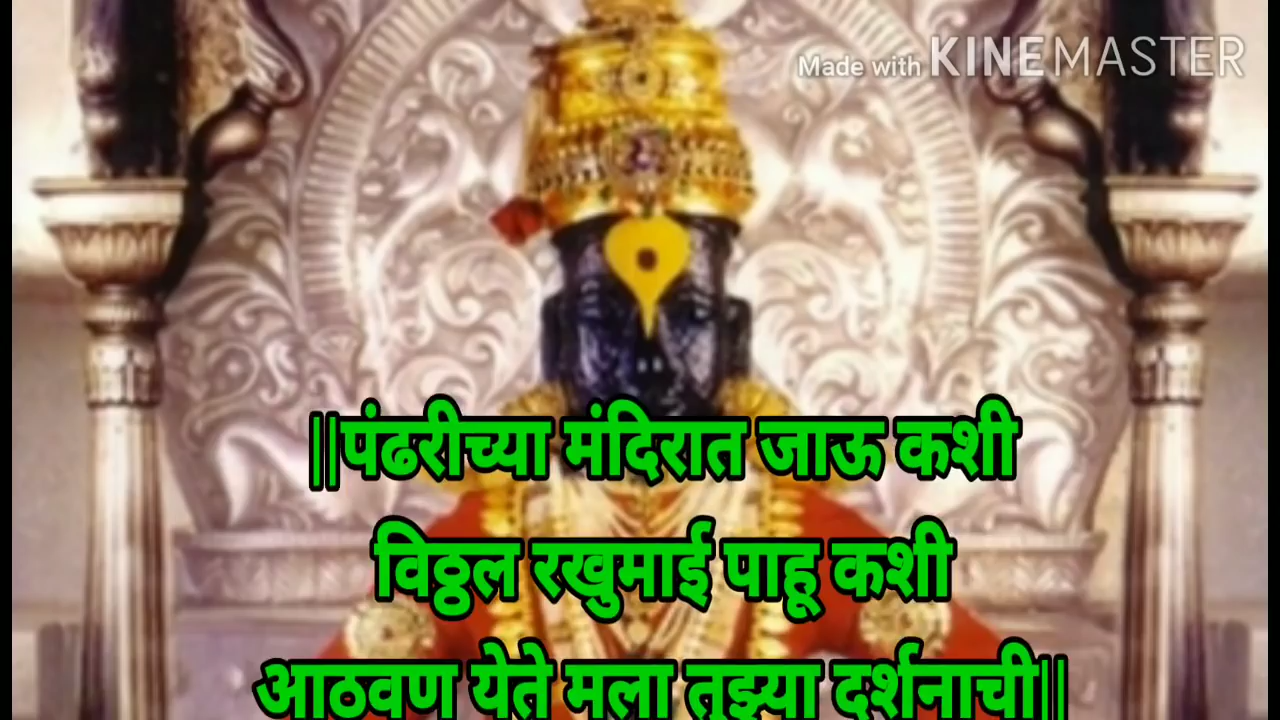 Made with KINEMASTER
||पंढरीच्या मंदिरात जाऊ कशी
विठ्ठल रखुमाई पाहू कशी
आठवण येते मला तुझ्या दर्शनाची||